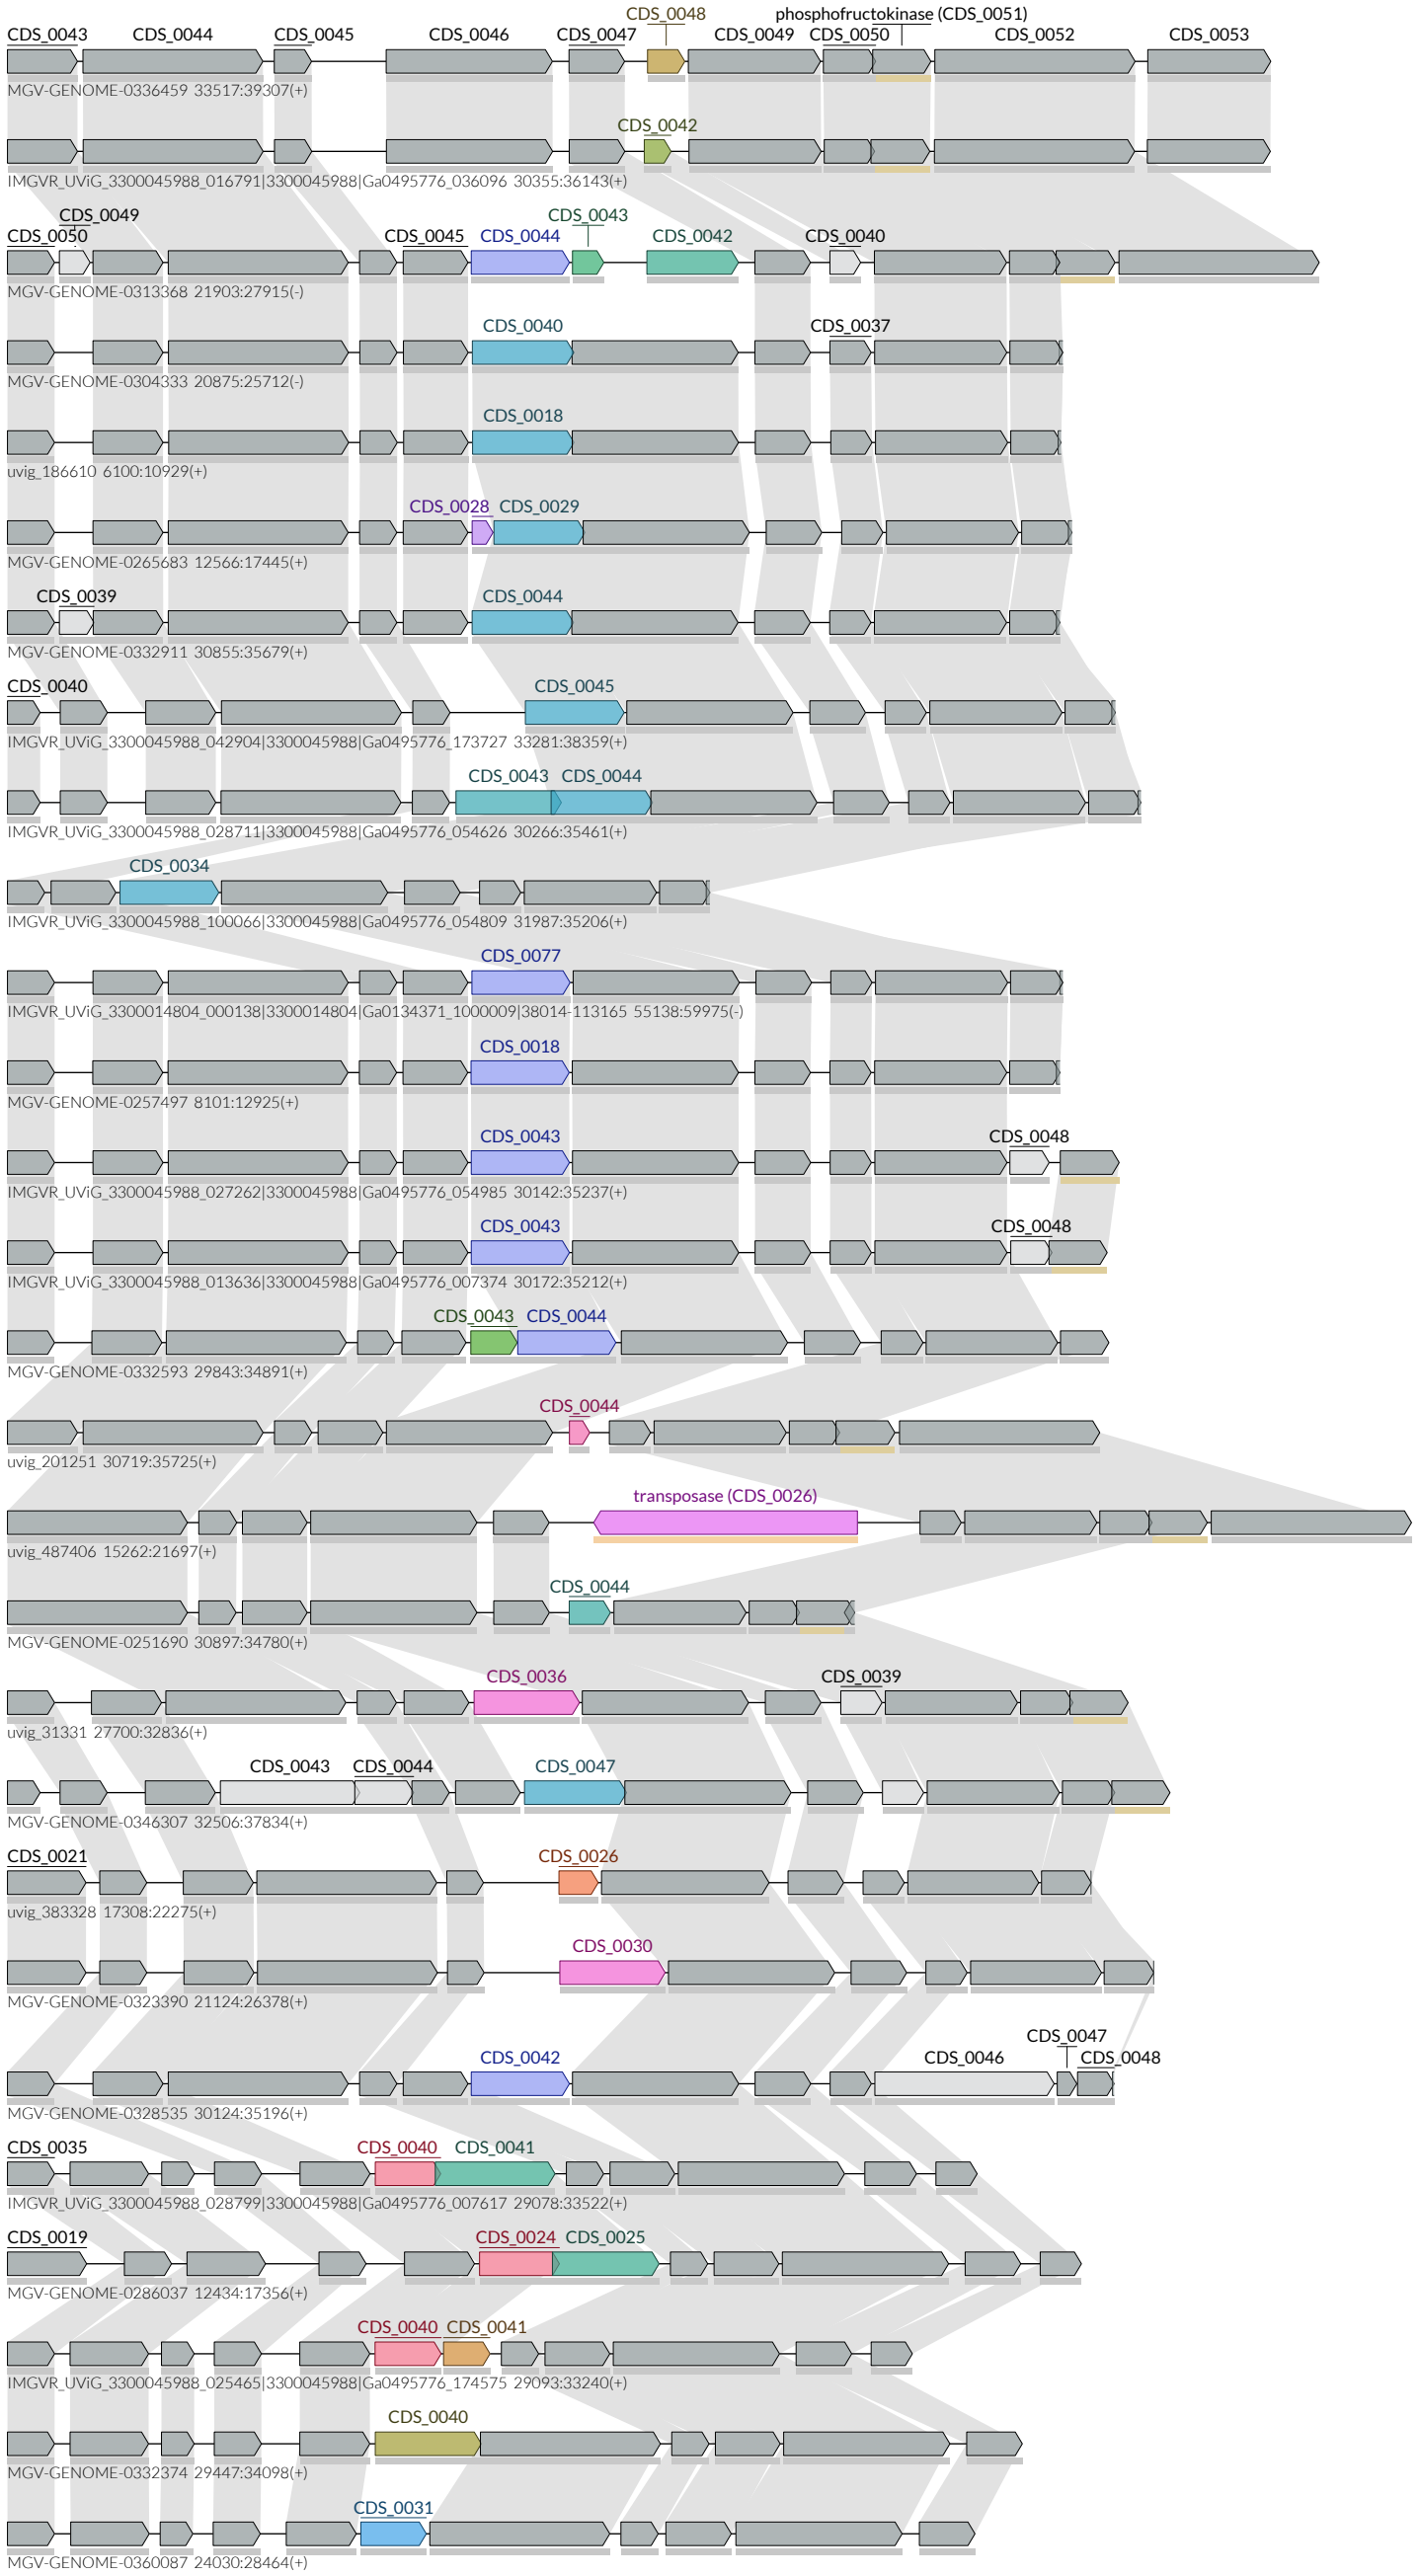 CDS_0048 phosphofructokinase (CDS_0051)
CDS_0043 CDS_0044 CDS_0045 CDS_0046 CDS_0047 CDS_0049 CDS_0050 CDS_0052 CDS_0053
MGV-GENOME-0336459 33517:39307(+)
CDS_0042
IMGVR_UViG_3300045988_016791|3300045988|Ga0495776_036096 30355:36143(+)
CDS_0049 CDS_0043
CDS_0050 CDS_0045 CDS_0044 CDS_0042 CDS_0040
MGV-GENOME-0313368 21903:27915(-)
CDS_0040 CDS_0037
MGV-GENOME-0304333 20875:25712(-)
CDS_0018
uvig_186610 6100:10929(+)
CDS_0028 CDS_0029
MGV-GENOME-0265683 12566:17445(+)
CDS_0039 CDS_0044
MGV-GENOME-0332911 30855:35679(+)
CDS_0040 CDS_0045
IMGVR_UViG_3300045988_042904|3300045988|Ga0495776_173727 33281:38359(+)
CDS_0043 CDS_0044
IMGVR_UViG_3300045988_028711|3300045988|Ga0495776_054626 30266:35461(+)
CDS_0034
IMGVR_UViG_3300045988_100066|3300045988|Ga0495776_054809 31987:35206(+)
CDS_0077
IMGVR_UViG_3300014804_000138|3300014804|Ga0134371_1000009|38014-113165 55138:59975(-)
CDS_0018
MGV-GENOME-0257497 8101:12925(+)
CDS_0043 CDS_0048
IMGVR_UViG_3300045988_027262|3300045988|Ga0495776_054985 30142:35237(+)
CDS_0043 CDS_0048
IMGVR_UViG_3300045988_013636|3300045988|Ga0495776_007374 30172:35212(+)
CDS_0043 CDS_0044
MGV-GENOME-0332593 29843:34891(+)
CDS_0044
uvig_201251 30719:35725(+)
transposase (CDS_0026)
uvig_487406 15262:21697(+)
CDS_0044
MGV-GENOME-0251690 30897:34780(+)
CDS_0036 CDS_0039
uvig_31331 27700:32836(+)
CDS_0043 CDS_0044 CDS_0047
MGV-GENOME-0346307 32506:37834(+)
CDS_0021 CDS_0026
uvig_383328 17308:22275(+)
CDS_0030
MGV-GENOME-0323390 21124:26378(+)
CDS_0047
CDS_0042 CDS_0046 CDS_0048
MGV-GENOME-0328535 30124:35196(+)
CDS_0035 CDS_0040 CDS_0041
IMGVR_UViG_3300045988_028799|3300045988|Ga0495776_007617 29078:33522(+)
CDS_0019 CDS_0024 CDS_0025
MGV-GENOME-0286037 12434:17356(+)
CDS_0040 CDS_0041
IMGVR_UViG_3300045988_025465|3300045988|Ga0495776_174575 29093:33240(+)
CDS_0040
MGV-GENOME-0332374 29447:34098(+)
CDS_0031
MGV-GENOME-0360087 24030:28464(+)